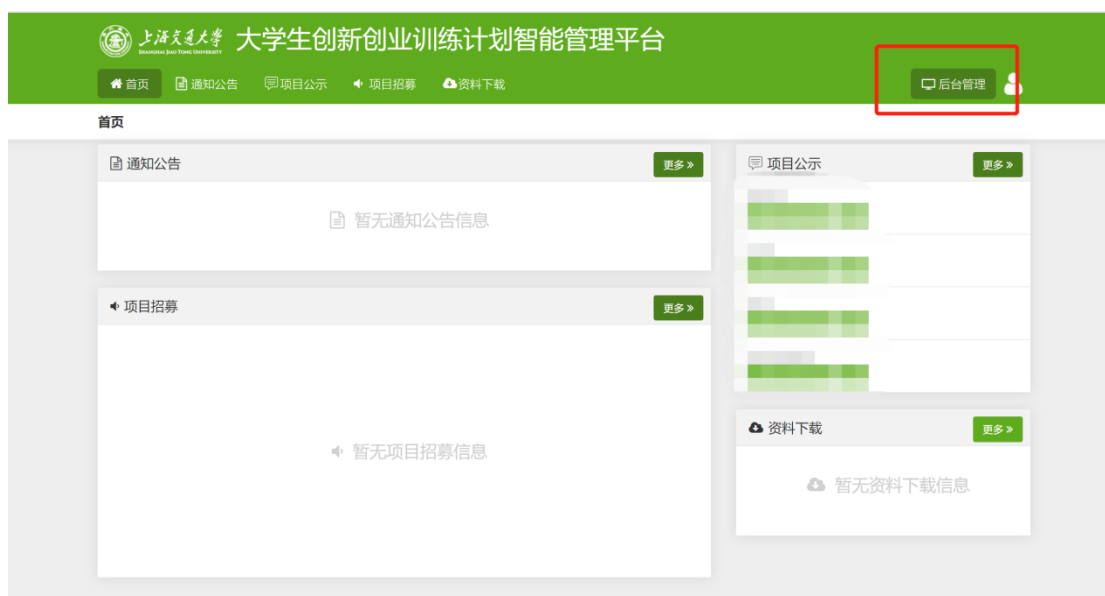 上海交通大学 大学生创新创业训练计划智能管理平台
SHANGHAI JIAO TONG UNIVERSITY
首页 通知公告 项目公示 项目招募 资料下载 后台管理
首页
通知公告 更多»
暂无通知公告信息
项目公示 更多»
项目招募 更多»
暂无项目招募信息
资料下载 更多»
暂无资料下载信息